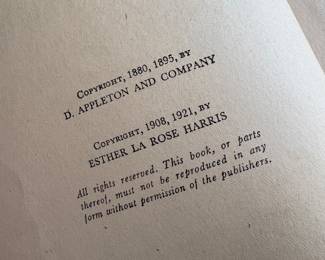 COPYRIGHT, 1880, 1895, BY
D. APPLETON AND COMPANY
COPYRIGHT, 1908, 1921, BY
ESTHER LA ROSE HARRIS
All rights reserved. This book, or parts
thereof, must not be reproduced in any
form without permission of the publishers.